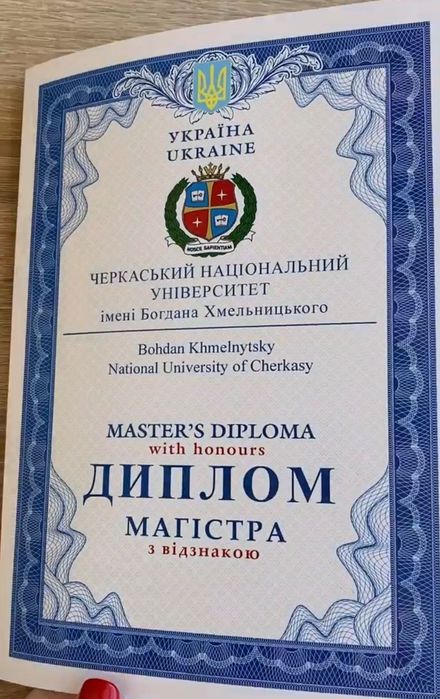 УКРАЇНА
UKRAINE
NOSCE SAPIENTIAM
ЧЕРКАСЬКИЙ НАЦІОНАЛЬНИЙ
УНІВЕРСИТЕТ
імені Богдана Хмельницького
Bohdan Khmelnytsky
National University of Cherkasy
MASTER'S DIPLOMA
with honours
ДИПЛОМ
МАГІСТРА
з відзнакою